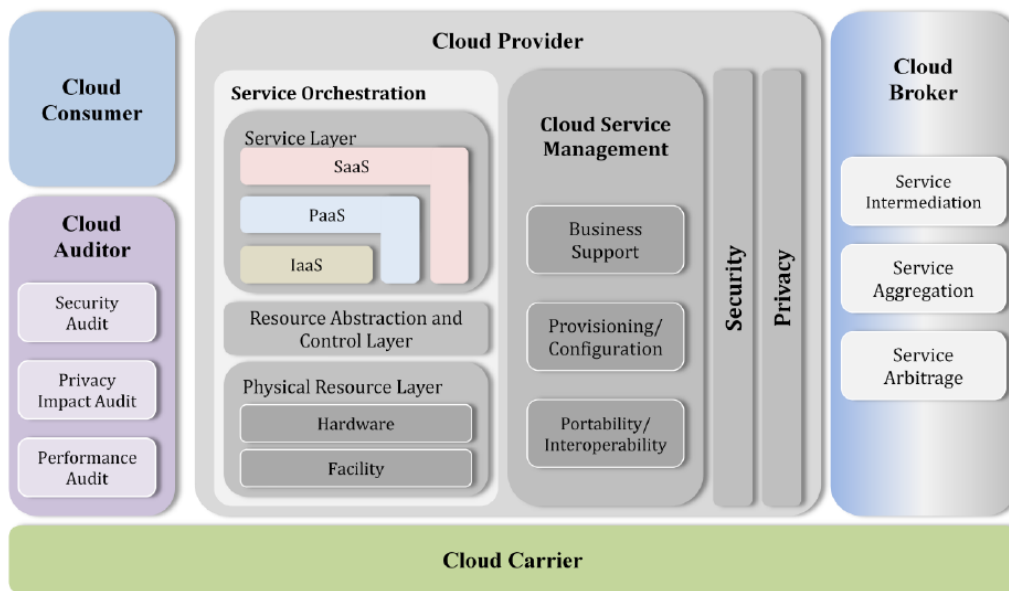 Cloud
Consumer
Cloud
Auditor
Security
Audit
Privacy
Impact Audit
Performance
Audit
Cloud Provider
Service Orchestration
Service Layer
SaaS
PaaS
IaaS
Resource Abstraction and
Control Layer
Physical Resource Layer
Hardware
Facility
Cloud Service
Management
Business
Support
Provisioning/
Configuration
Portability/
Interoperability
Security
Privacy
Cloud
Broker
Service
Intermediation
Service
Aggregation
Service
Arbitrage
Cloud Carrier